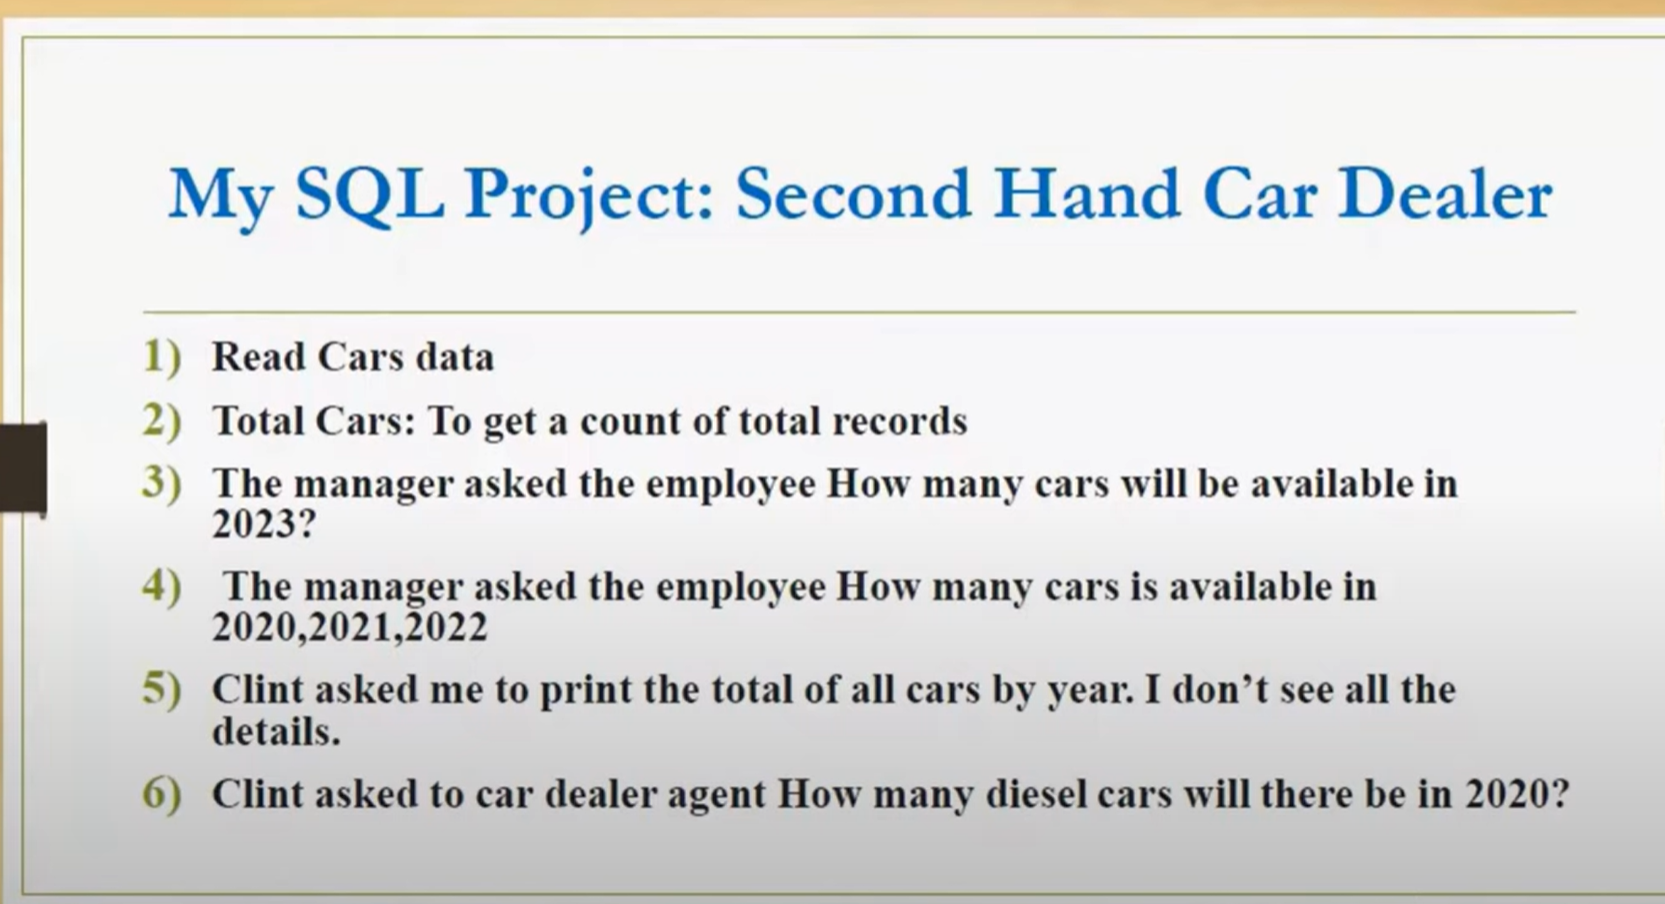 My SQL Project: Second Hand Car Dealer
1) Read Cars data
2) Total Cars: To get a count of total records
3) The manager asked the employee How many cars will be available in
2023?
4) The manager asked the employee How many cars is available in
2020,2021,2022
5) Clint asked me to print the total of all cars by year. I don’t see all the
details.
6) Clint asked to car dealer agent How many diesel cars will there be in 2020?